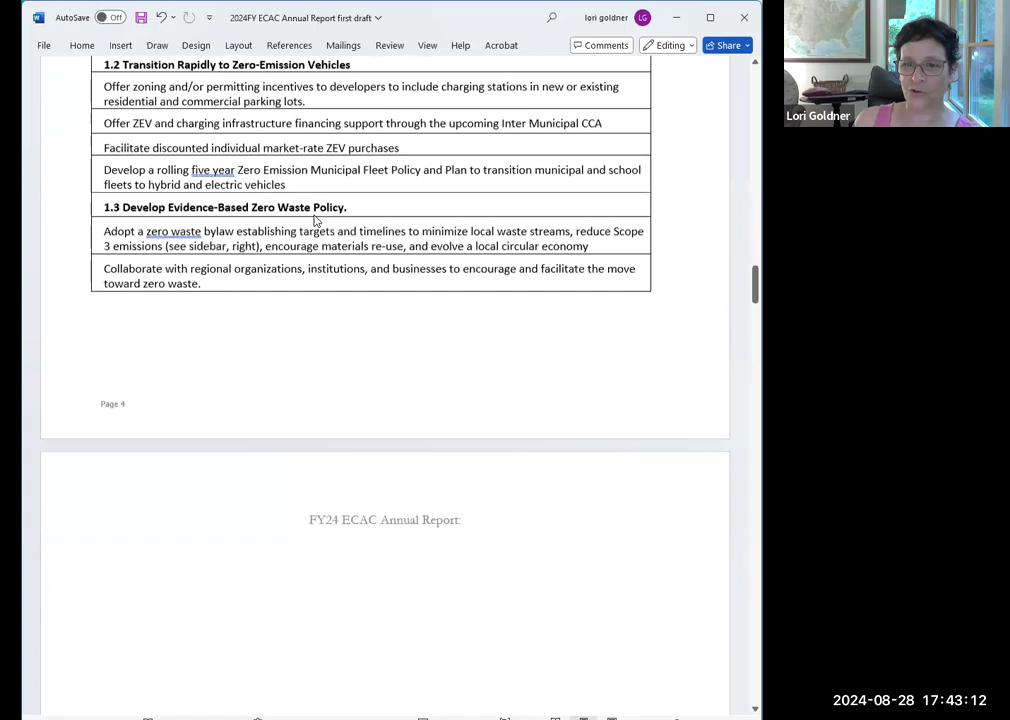 AutoSave Off 2024FY ECAC Annual Report first draft lori goldner LG
File Home Insert Draw Design Layout References Mailings Review View Help Acrobat Comments Editing Share
1.2 Transition Rapidly to Zero-Emission Vehicles
Offer zoning and/or permitting incentives to developers to include charging stations in new or existing
residential and commercial parking lots.
Offer ZEV and charging infrastructure financing support through the upcoming Inter Municipal CCA
Facilitate discounted individual market-rate ZEV purchases
Develop a rolling five year Zero Emission Municipal Fleet Policy and Plan to transition municipal and school
fleets to hybrid and electric vehicles
1.3 Develop Evidence-Based Zero Waste Policy.
Adopt a zero waste bylaw establishing targets and timelines to minimize local waste streams, reduce Scope
3 emissions (see sidebar, right), encourage materials re-use, and evolve a local circular economy
Collaborate with regional organizations, institutions, and businesses to encourage and facilitate the move
toward zero waste.
Page 4
FY24 ECAC Annual Report:
Lori Goldner
2024-08-28 17:43:12